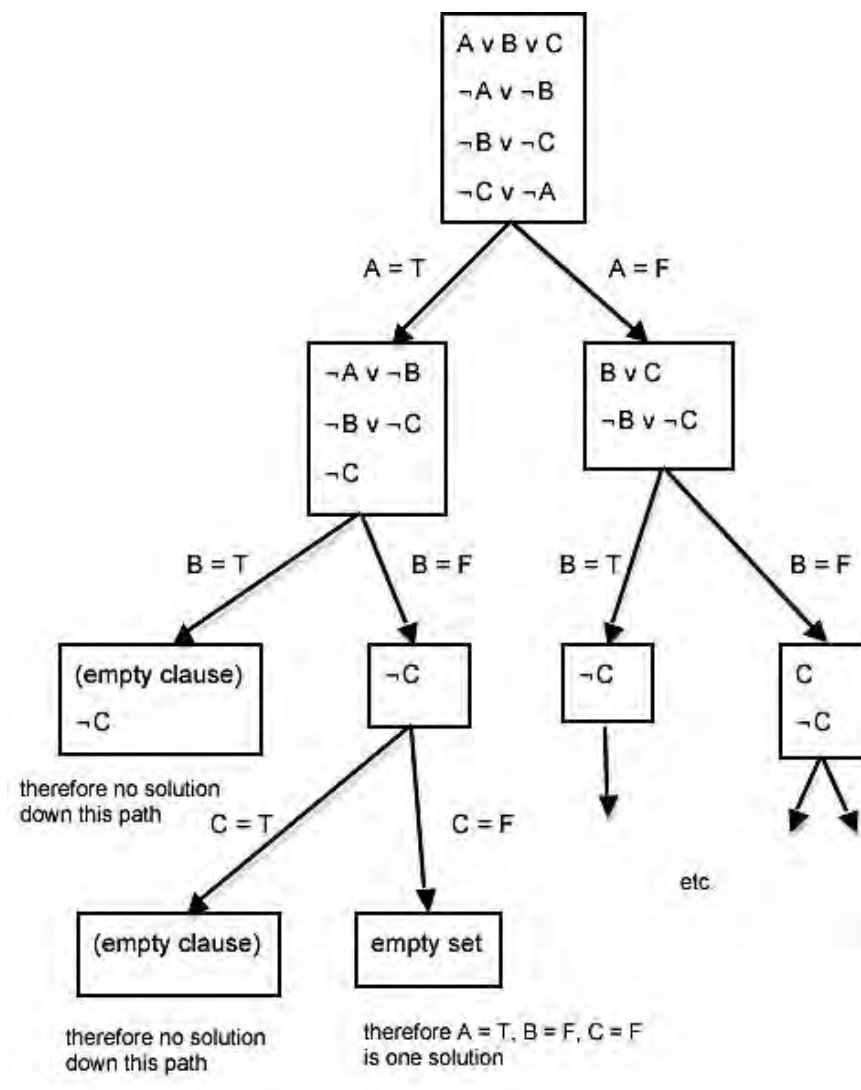 A v B v C
¬A v ¬B
¬B v ¬C
¬C v ¬A
A = T
A = F
¬A v ¬B
¬B v ¬C
¬C
B v C
¬B v ¬C
B = T
B = F
B = T
B = F
(empty clause)
¬C
¬C
¬C
C
¬C
therefore no solution
down this path
C = T
C = F
etc
(empty clause)
empty set
therefore no solution
down this path
therefore A = T, B = F, C = F
is one solution